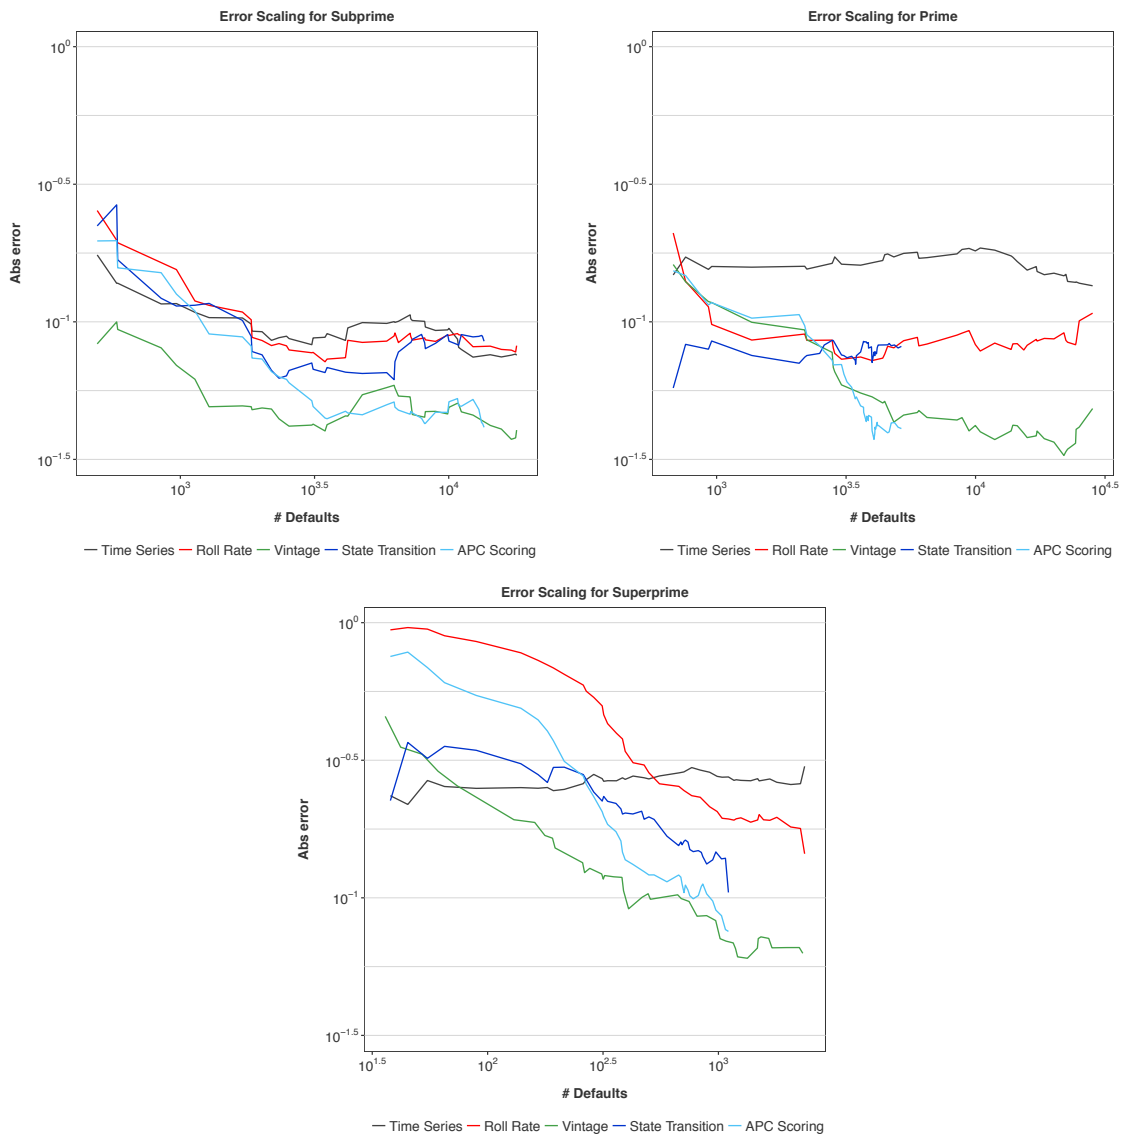 Error Scaling for Subprime
Abs error
10^0
10^−0.5
10^−1
10^−1.5
10^3
10^3.5
10^4
# Defaults
Time Series Roll Rate Vintage State Transition APC Scoring
Error Scaling for Prime
Abs error
10^0
10^−0.5
10^−1
10^−1.5
10^3
10^3.5
10^4
10^4.5
# Defaults
Time Series Roll Rate Vintage State Transition APC Scoring
Error Scaling for Superprime
Abs error
10^0
10^−0.5
10^−1
10^−1.5
10^1.5
10^2
10^2.5
10^3
# Defaults
Time Series Roll Rate Vintage State Transition APC Scoring